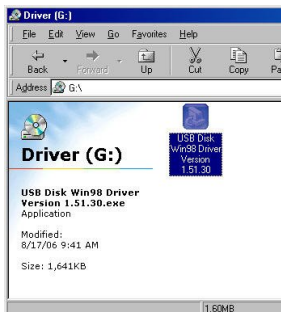 Driver (G:)
File Edit View Go Favorites Help
Back Forward Up Cut Copy
Address G:\
Driver (G:)
USB Disk
Win98 Driver
Version
1.51.30
USB Disk Win98 Driver
Version 1.51.30.exe
Application
Modified:
8/17/06 9:41 AM
Size: 1,641KB
1.60MB